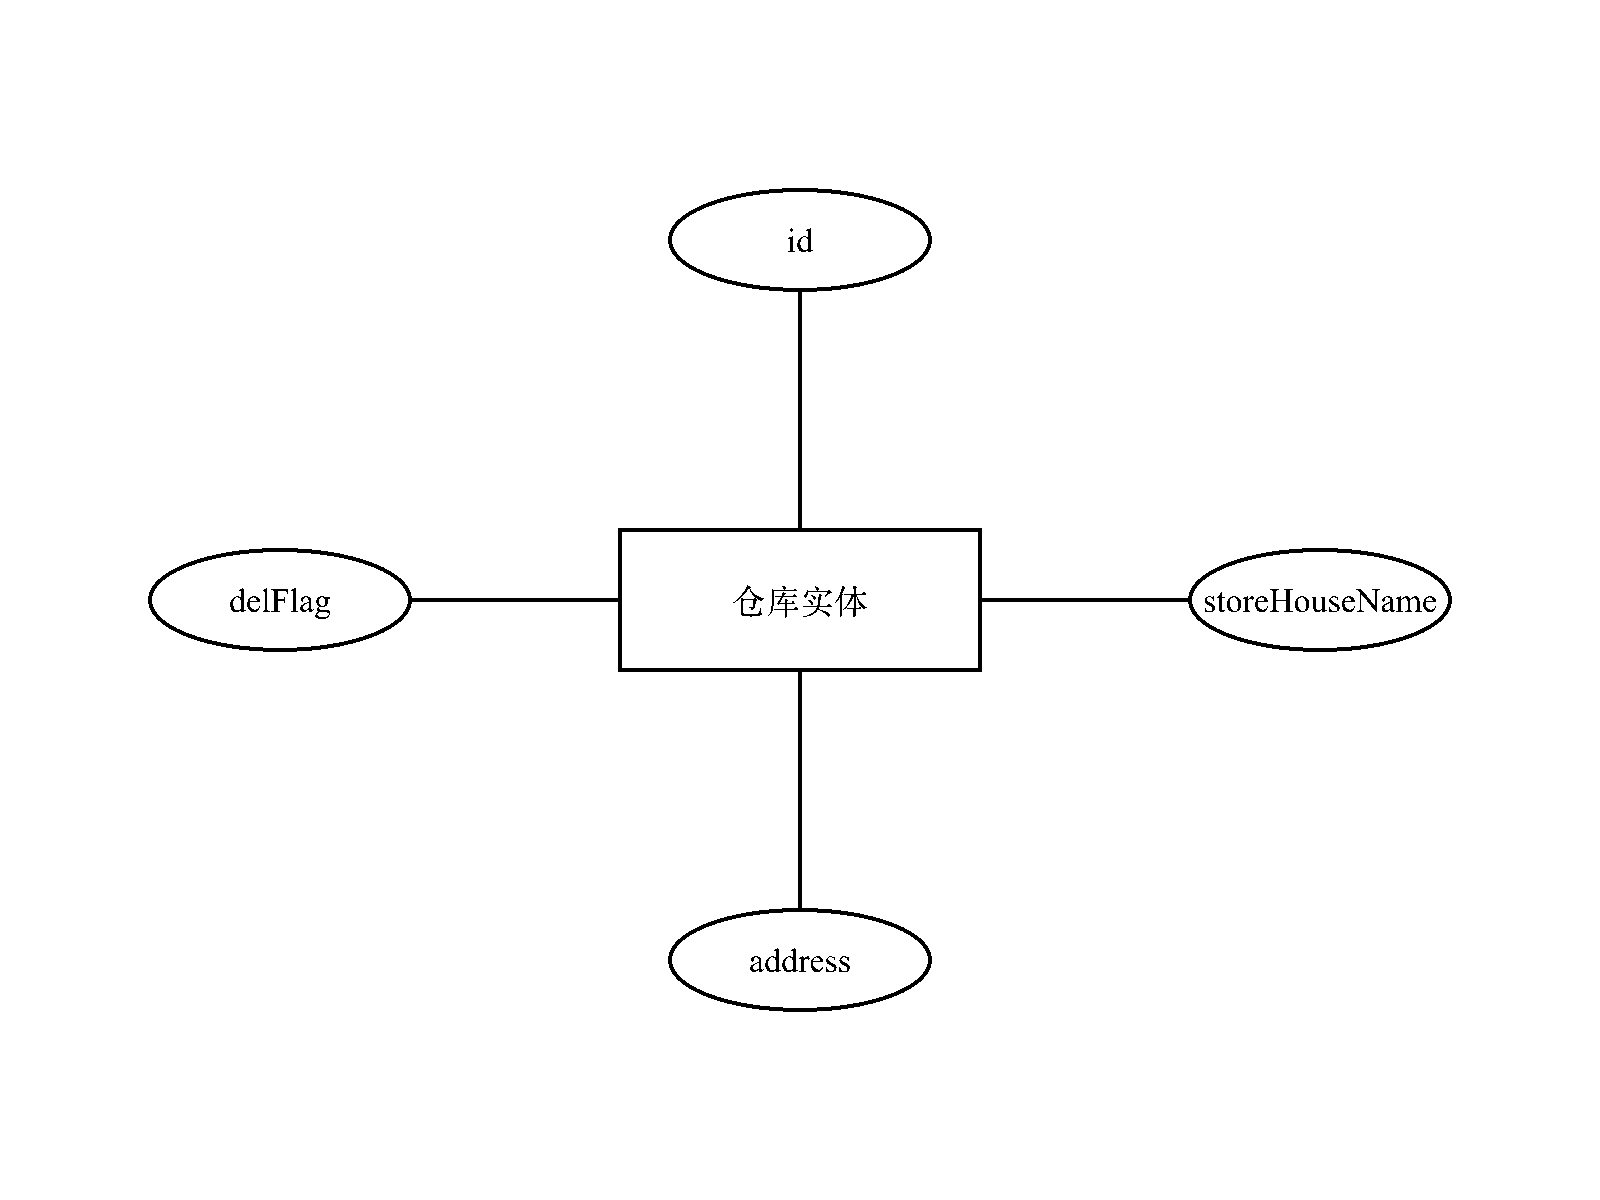 id
delFlag
仓库实体
storeHouseName
address